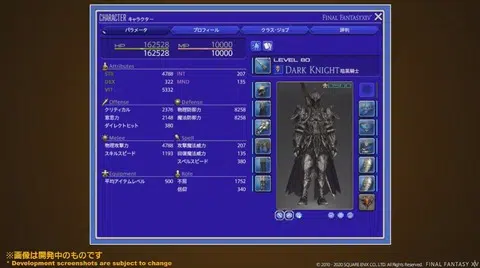 CHARACTER キャラクター
FINAL FANTASY XIV
パラメータ プロフィール クラス・ジョブ 評判
HP 162528 MP 10000
162528 10000
LEVEL 80
DARK KNIGHT 暗黒騎士
Attributes
STR 4788 INT 207
DEX 322 MND 135
VIT 5332
Offense Defense
クリティカル 2376 物理防御力 8258
意思力 2148 魔法防御力 8258
ダイレクトヒット 380
Melee Spell
物理攻撃力 4788 攻撃魔法威力 207
スキルスピード 1193 回復魔法威力 135
スペルスピード 380
Equipment Role
平均アイテムレベル 500 不屈 1752
信仰 340
※画像は開発中のものです
* Development screenshots are subject to change
© 2010 - 2020 SQUARE ENIX CO., LTD. All Rights Reserved.
FINAL FANTASY XIV